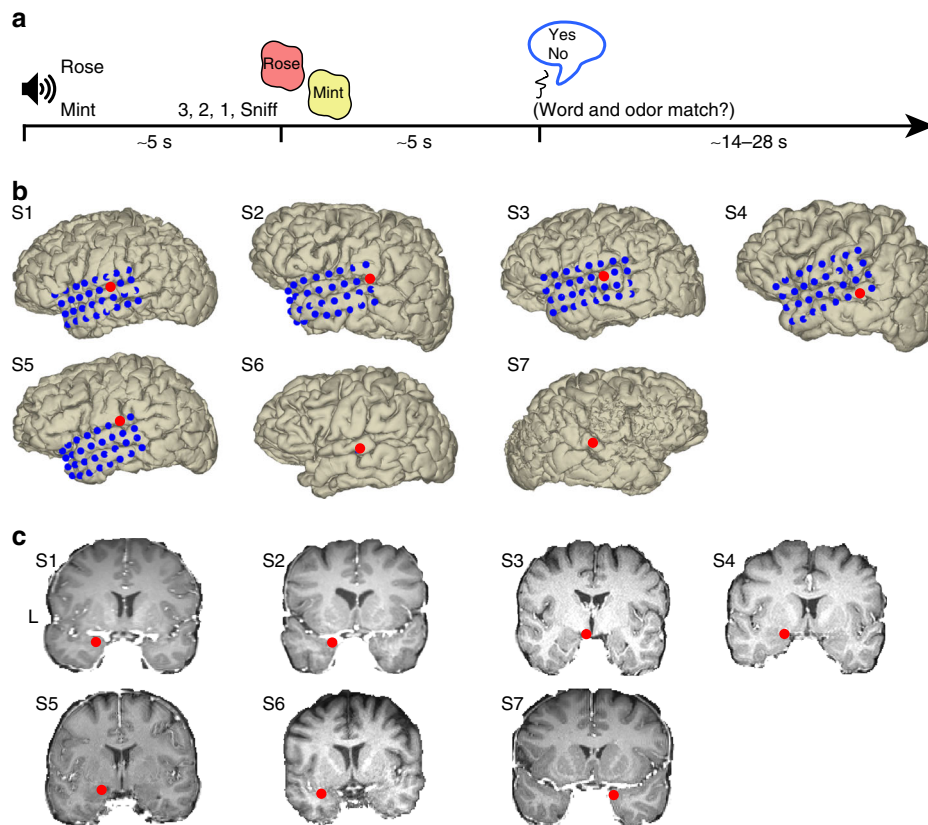 a
Rose
Mint
3, 2, 1, Sniff
Rose
Mint
Yes
No
(Word and odor match?)
~5 s
~5 s
~14–28 s
b
S1
S2
S3
S4
S5
S6
S7
c
S1
S2
S3
S4
L
S5
S6
S7